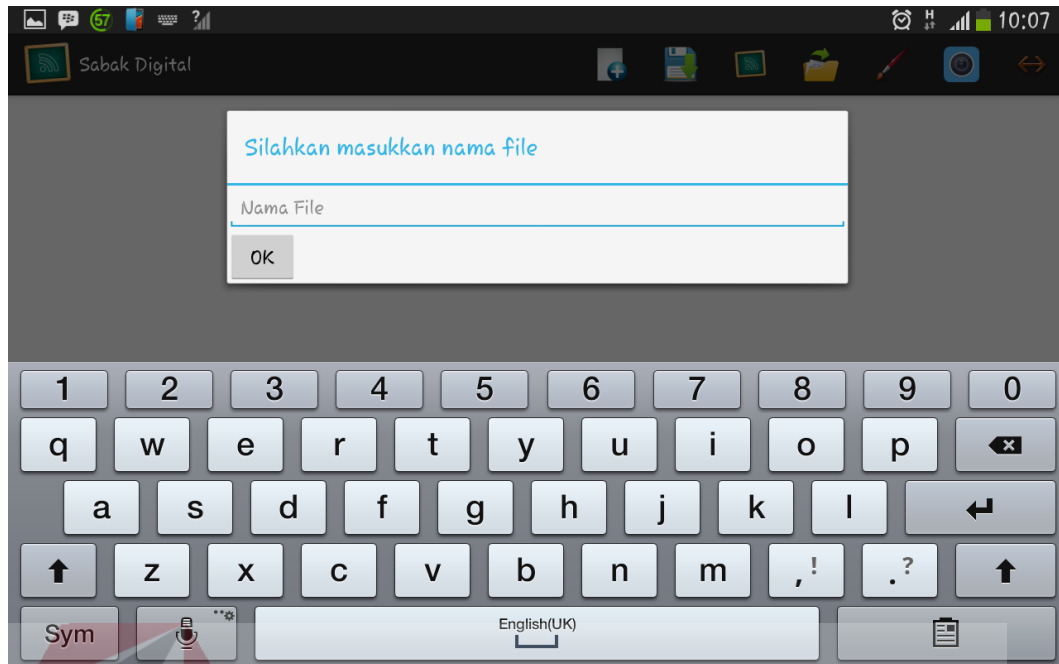 57 ? H 10:07
Sabak Digital
Silahkan masukkan nama file
Nama File
OK
1 2 3 4 5 6 7 8 9 0
q w e r t y u i o p
a s d f g h j k l
z x c v b n m ,! .?
Sym English(UK)